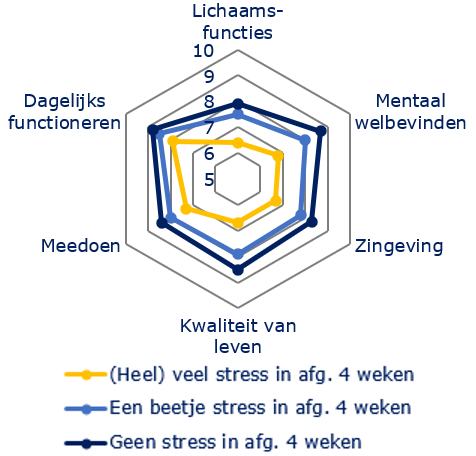 Lichaams-
functies
10
9
Dagelijks
functioneren
8
Mentaal
welbevinden
7
6
5
Meedoen
Zingeving
Kwaliteit van
leven
(Heel) veel stress in afg. 4 weken
Een beetje stress in afg. 4 weken
Geen stress in afg. 4 weken